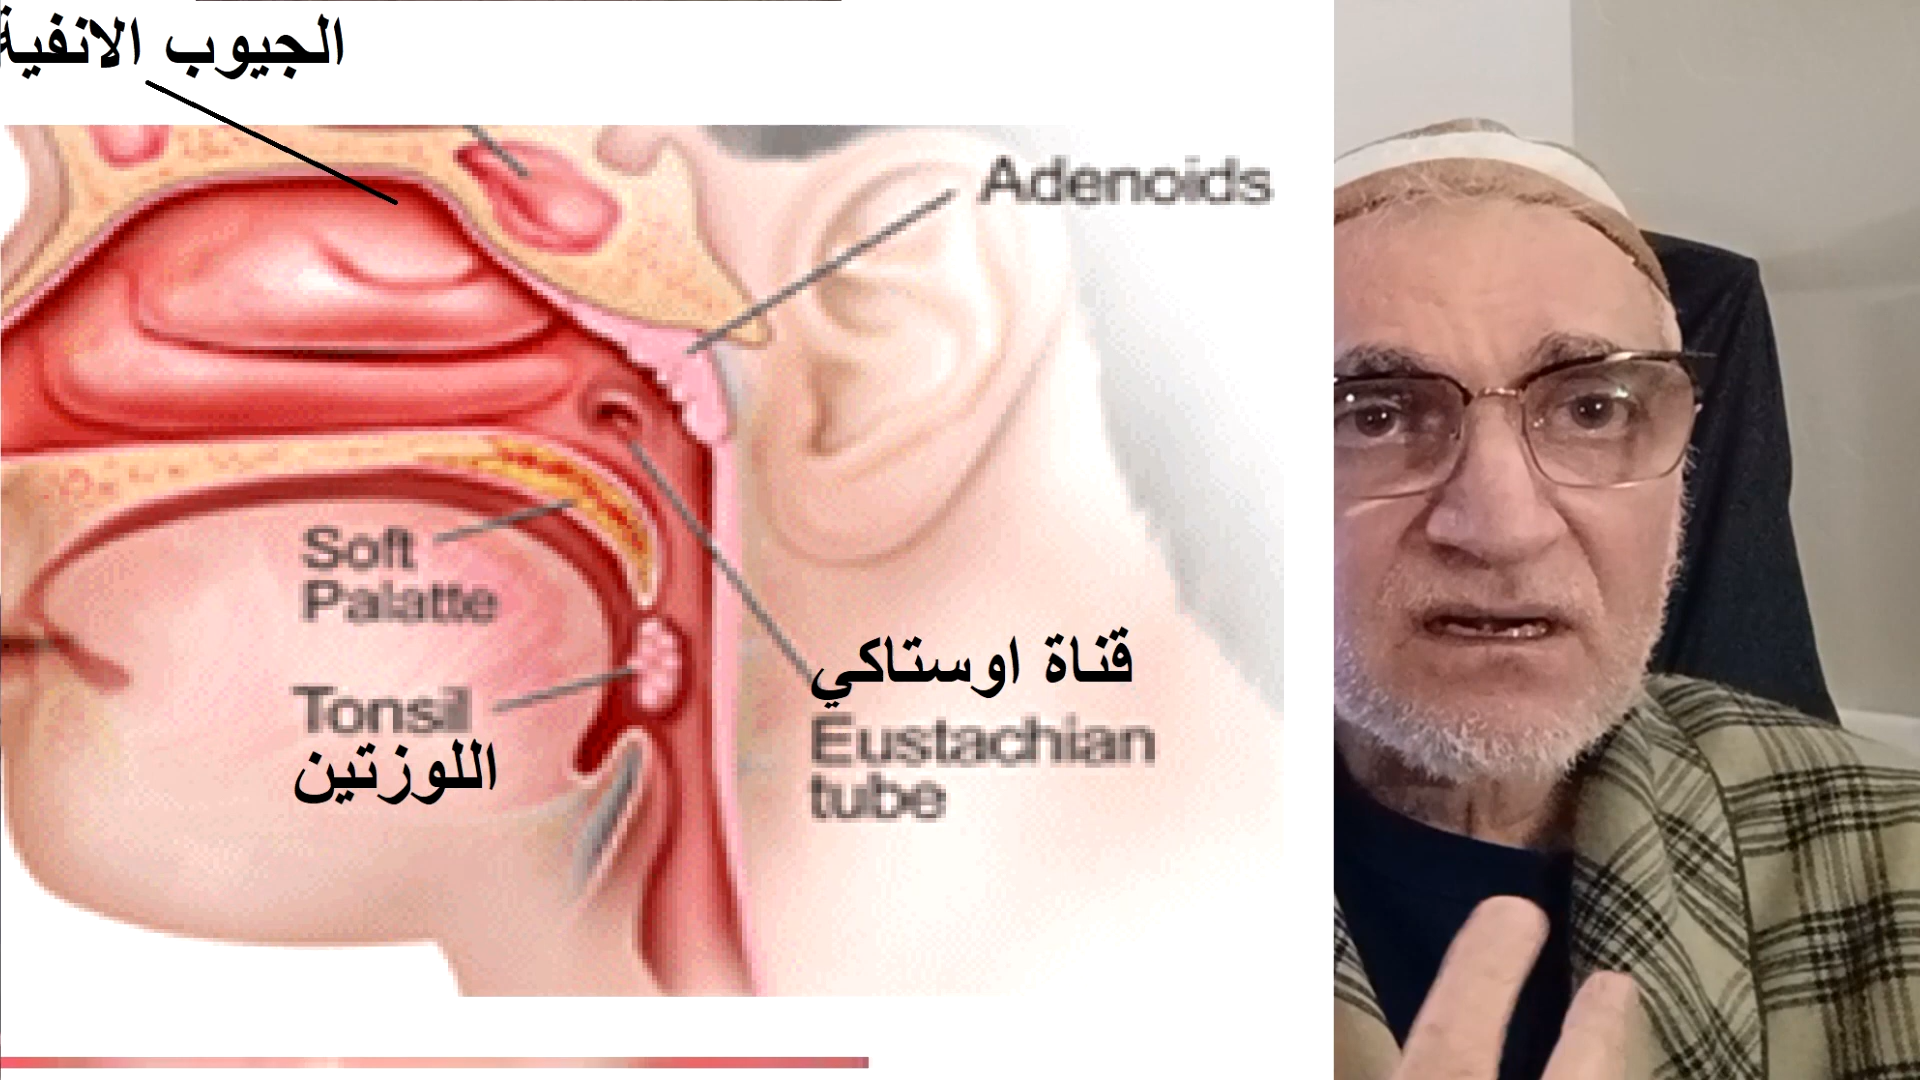 الجيوب الانفية
Adenoids
Soft
Palatte
قناة اوستاكي
Tonsil
Eustachian
اللوزتين
tube